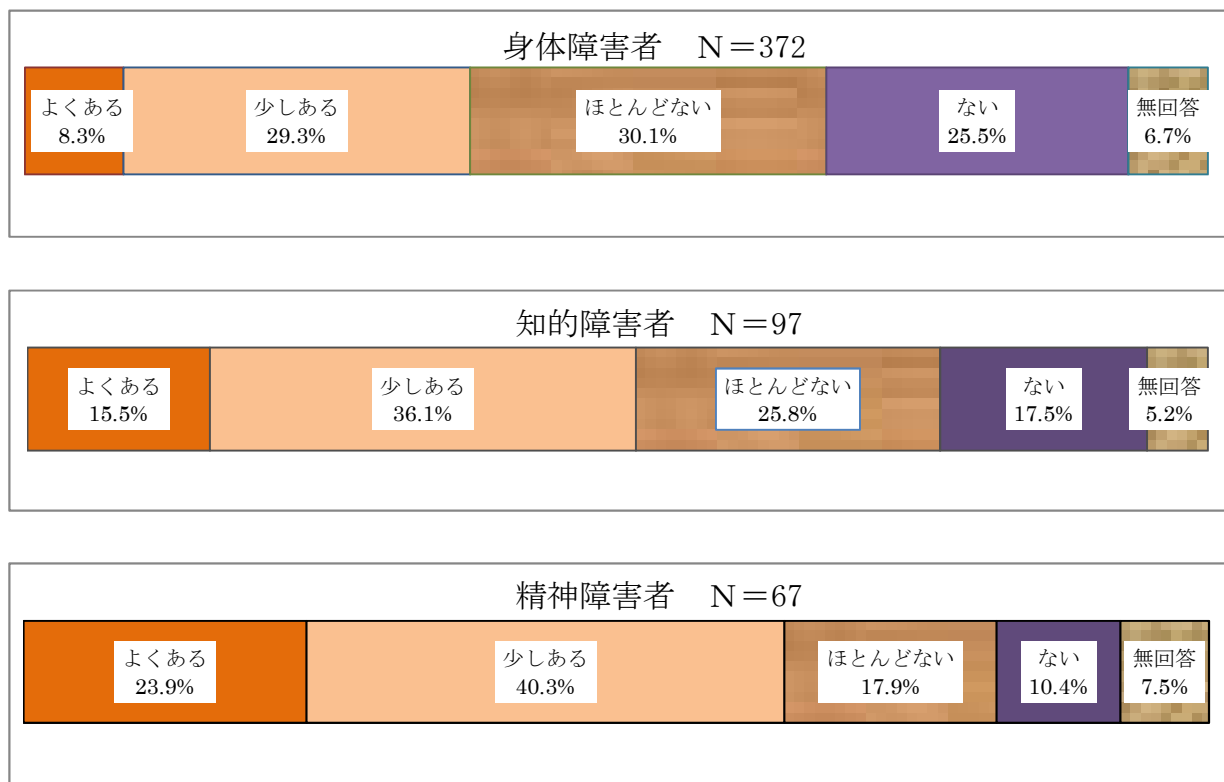 身体障害者　Ｎ＝372
よくある
8.3%
少しある
29.3%
ほとんどない
30.1%
ない
25.5%
無回答
6.7%
知的障害者　Ｎ＝97
よくある
15.5%
少しある
36.1%
ほとんどない
25.8%
ない
17.5%
無回答
5.2%
精神障害者　Ｎ＝67
よくある
23.9%
少しある
40.3%
ほとんどない
17.9%
ない
10.4%
無回答
7.5%